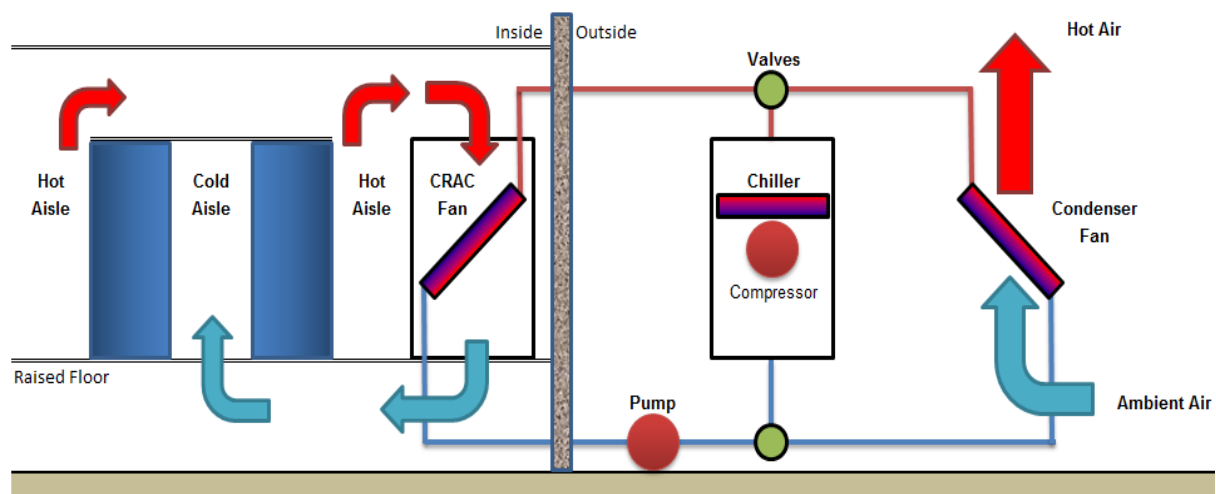 Inside
Outside
Hot Air
Valves
Hot
Aisle
Cold
Aisle
Hot
Aisle
CRAC
Fan
Chiller
Condenser
Fan
Compressor
Raised Floor
Pump
Ambient Air